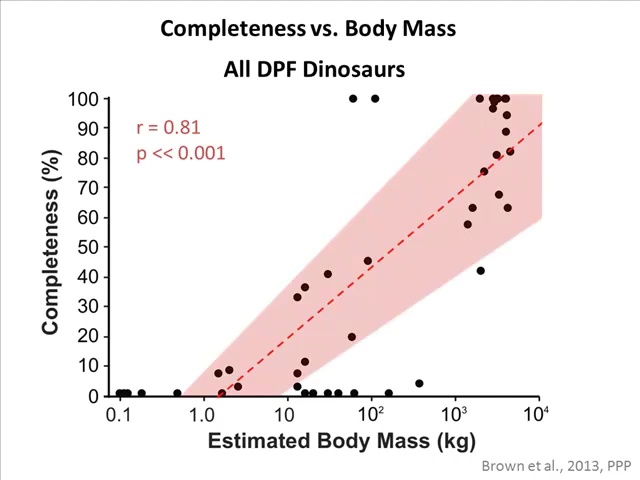 Completeness vs. Body Mass
All DPF Dinosaurs
r = 0.81
p << 0.001
Completeness (%)
100
90
80
70
60
50
40
30
20
10
0
0.1 1.0 10 10² 10³ 10⁴
Estimated Body Mass (kg)
Brown et al., 2013, PPP